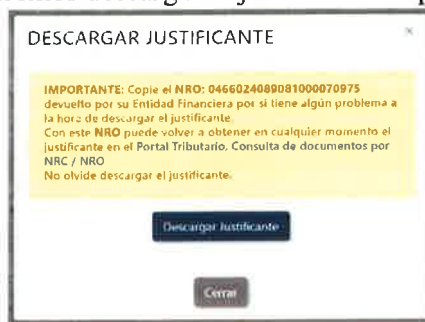 DESCARGAR JUSTIFICANTE
×
IMPORTANTE: Copie el NRO: 0466024089081000070975
devuelto por su Entidad Financiera por si tiene algún problema a
la hora de descargar el justificante.
Con este NRO puede volver a obtener en cualquier momento el
justificante en el Portal Tributario, Consulta de documentos por
NRC / NRO
No olvide descargar el justificante.
Descargar Justificante
Cerrar